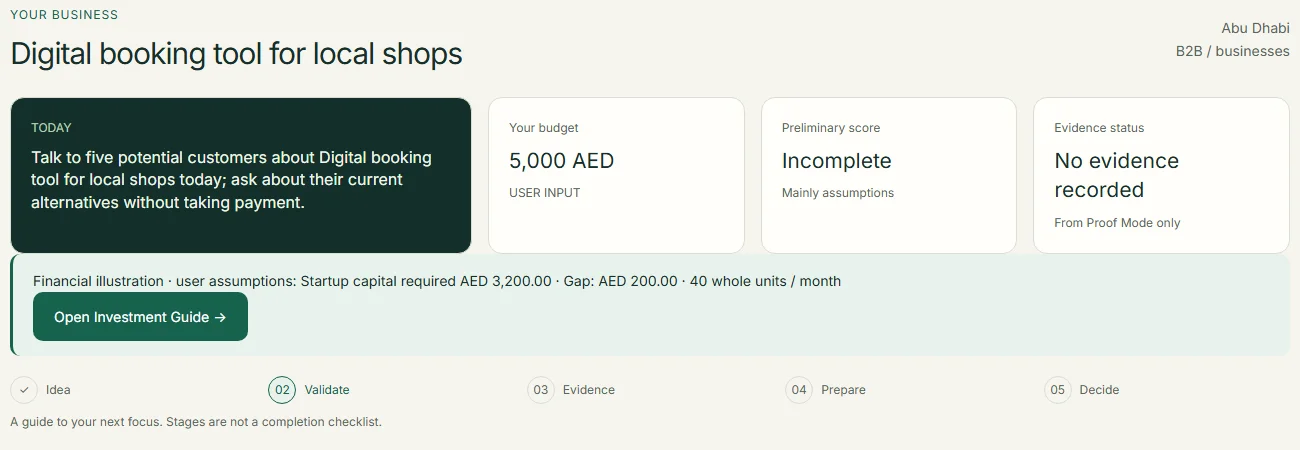 YOUR BUSINESS
Digital booking tool for local shops
Abu Dhabi
B2B / businesses
TODAY
Talk to five potential customers about Digital booking
tool for local shops today; ask about their current
alternatives without taking payment.
Your budget
5,000 AED
USER INPUT
Preliminary score
Incomplete
Mainly assumptions
Evidence status
No evidence
recorded
From Proof Mode only
Financial illustration · user assumptions: Startup capital required AED 3,200.00 · Gap: AED 200.00 · 40 whole units / month
Open Investment Guide →
✓ Idea
02 Validate
03 Evidence
04 Prepare
05 Decide
A guide to your next focus. Stages are not a completion checklist.